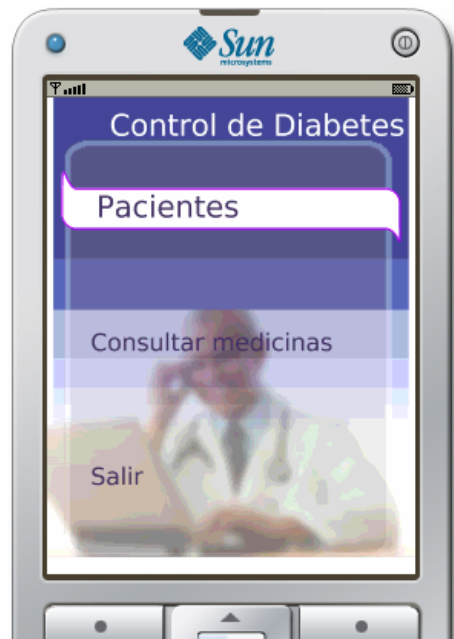 Sun
microsystems
Control de Diabetes
Pacientes
Consultar medicinas
Salir